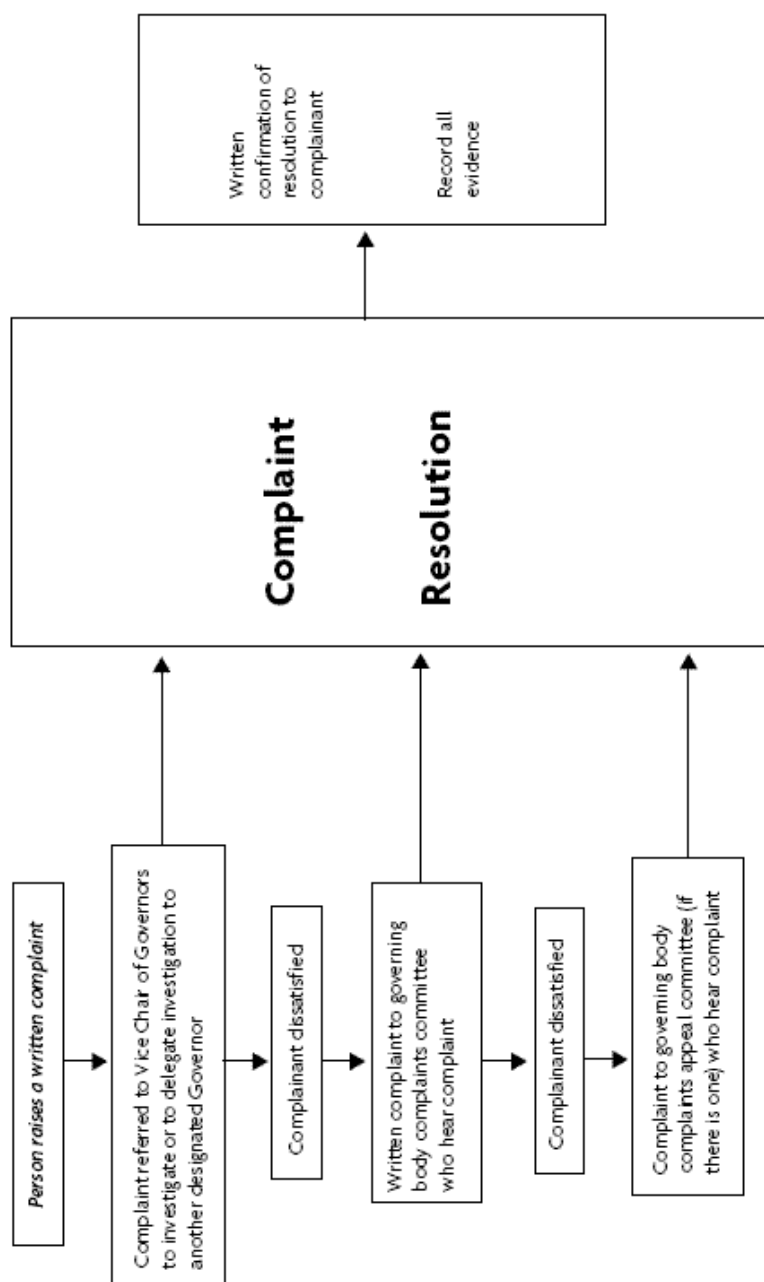 Person raises a written complaint
Complaint referred to Vice Chair of Governors
to investigate or to delegate investigation to
another designated Governor
Complainant dissatisfied
Written complaint to governing
body complaints committee
who hear complaint
Complainant dissatisfied
Complaint to governing body
complaints appeal committee (if
there is one) who hear complaint
Complaint
Resolution
Written
confirmation of
resolution to
complainant
Record all
evidence